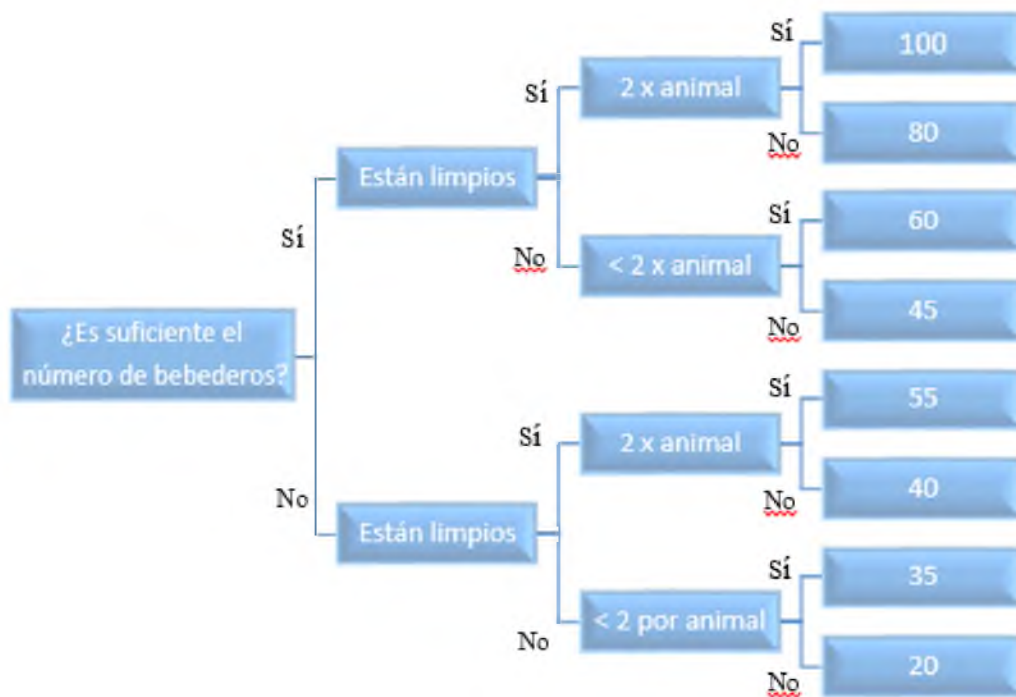 Sí
100
2 x animal
Sí
No
80
Están limpios
Sí
60
Sí
No
< 2 x animal
No
45
¿Es suficiente el
número de bebederos?
Sí
55
Sí
2 x animal
No
40
No
Están limpios
Sí
35
No
< 2 por animal
No
20